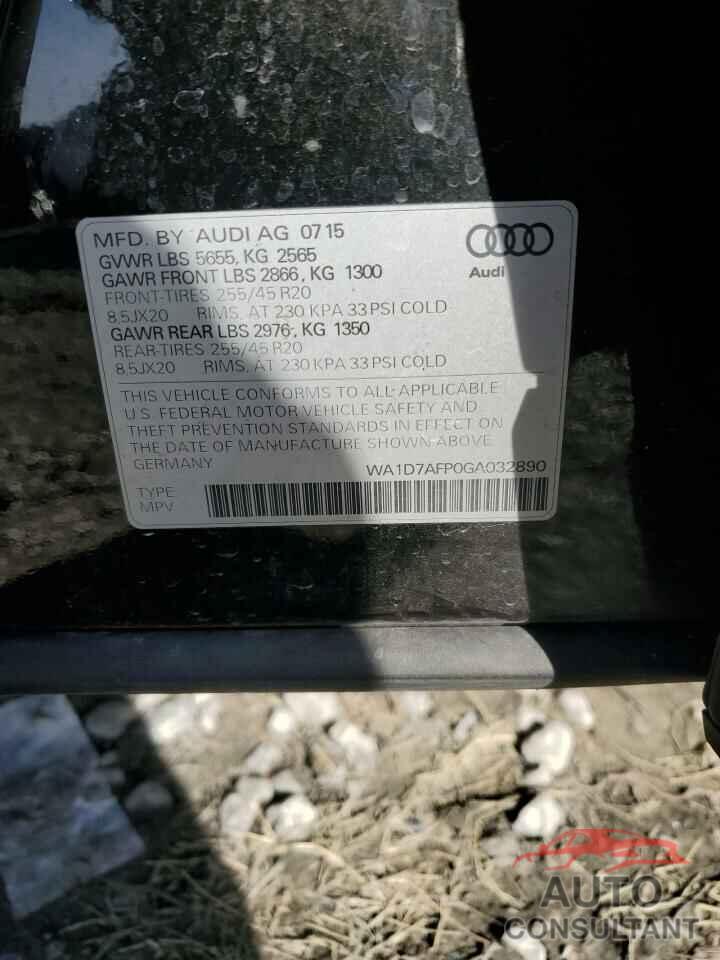 MFD. BY AUDI AG 0715
GVWR LBS 5655, KG 2565
GAWR FRONT LBS 2866, KG 1300
FRONT-TIRES 255/45 R20
8,5JX20 RIMS, AT 230 KPA 33 PSI COLD
GAWR REAR LBS 2976, KG 1350
REAR-TIRES 255/45 R20
8,5JX20 RIMS, AT 230 KPA 33 PSI COLD
Audi
THIS VEHICLE CONFORMS TO ALL APPLICABLE
U.S. FEDERAL MOTOR VEHICLE SAFETY AND
THEFT PREVENTION STANDARDS IN EFFECT ON
THE DATE OF MANUFACTURE SHOWN ABOVE.
GERMANY WA1D7AFP0GA032890
TYPE
MPV
AUTO
CONSULTANT